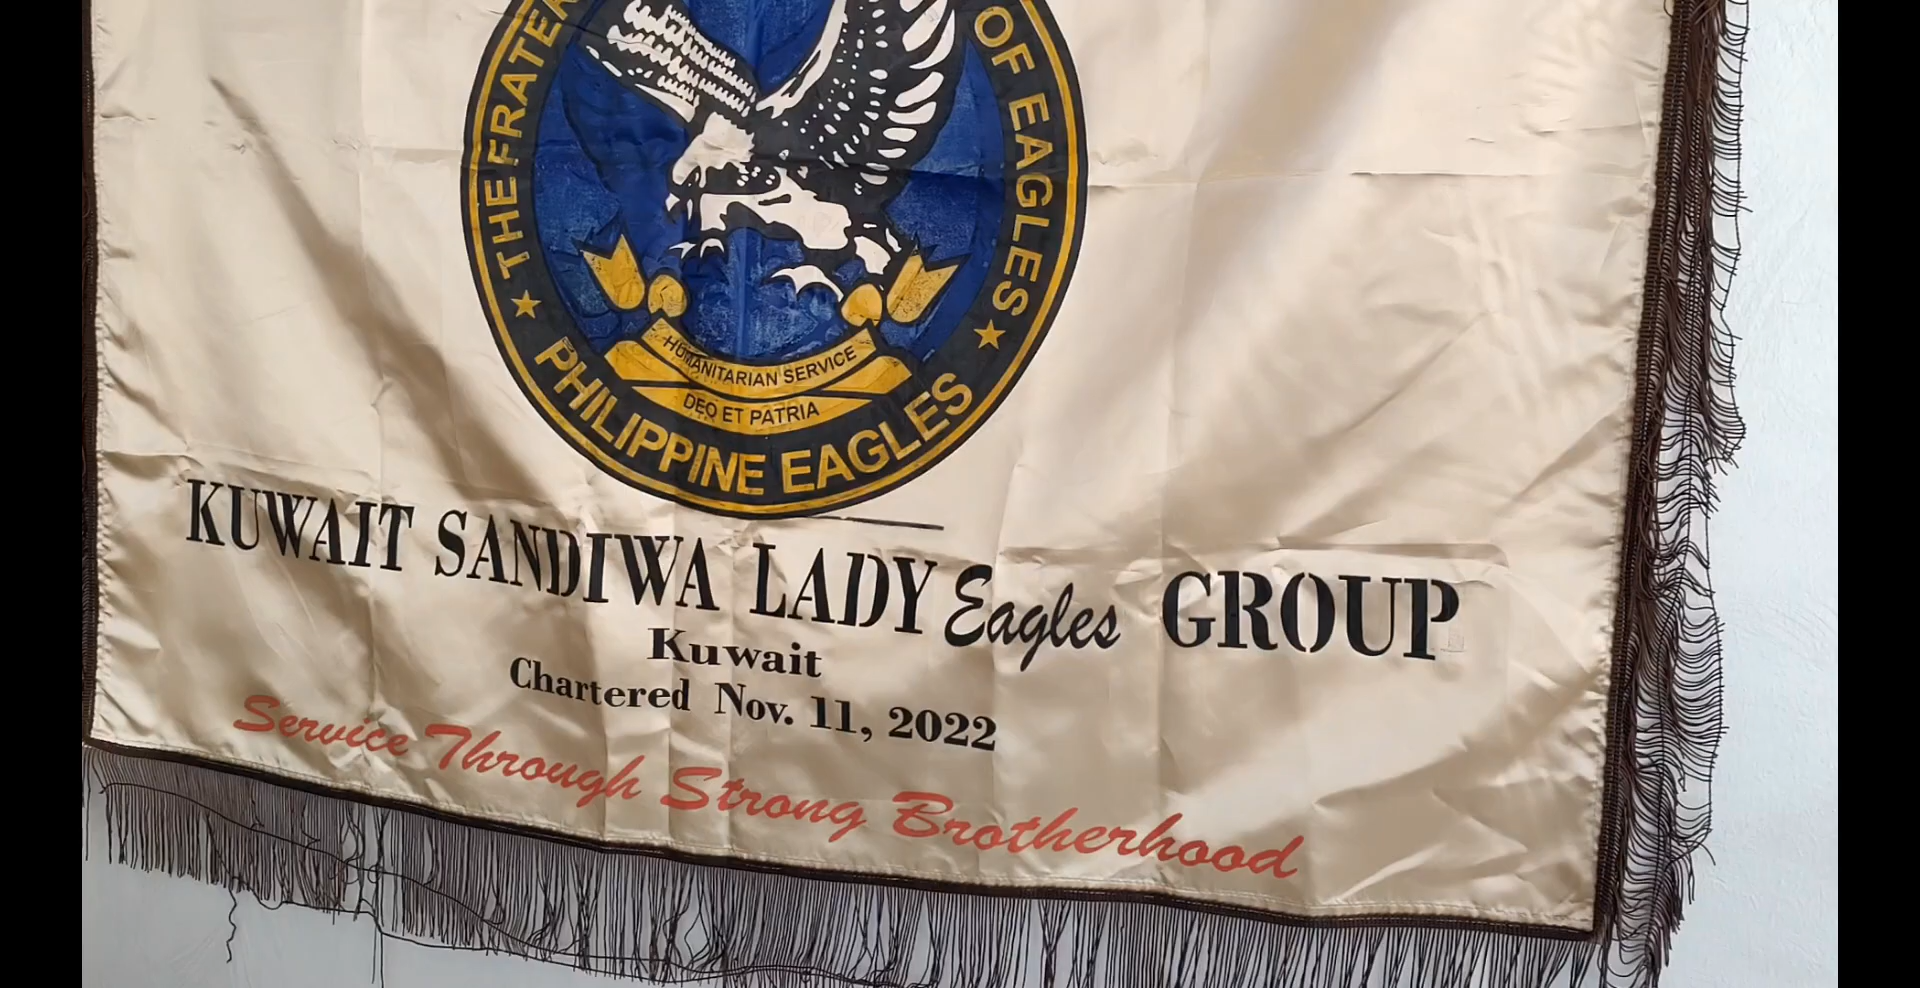 THE FRATER
OF EAGLES
HUMANITARIAN SERVICE
DEO ET PATRIA
PHILIPPINE EAGLES
KUWAIT SANDIWA LADY Eagles GROUP
Kuwait
Chartered Nov. 11, 2022
Service Through Strong Brotherhood